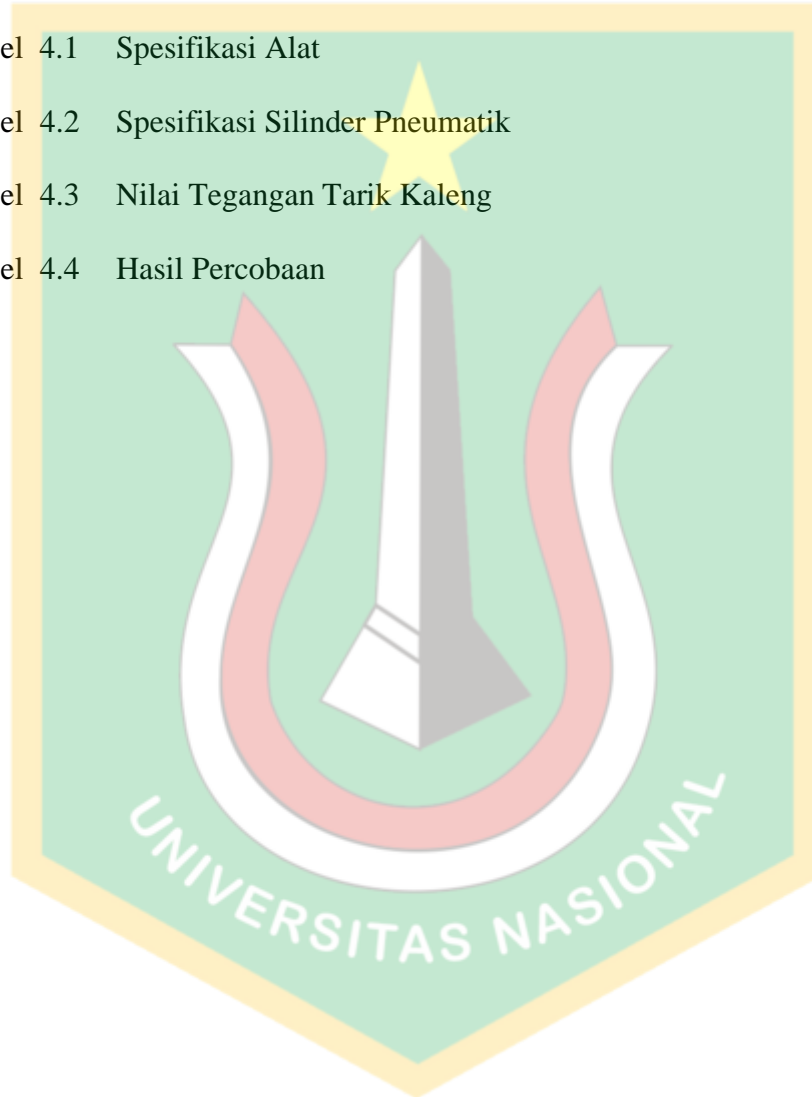 el 4.1 Spesifikasi Alat
el 4.2 Spesifikasi Silinder Pneumatik
el 4.3 Nilai Tegangan Tarik Kaleng
el 4.4 Hasil Percobaan
UNIVERSITAS NASIONAL